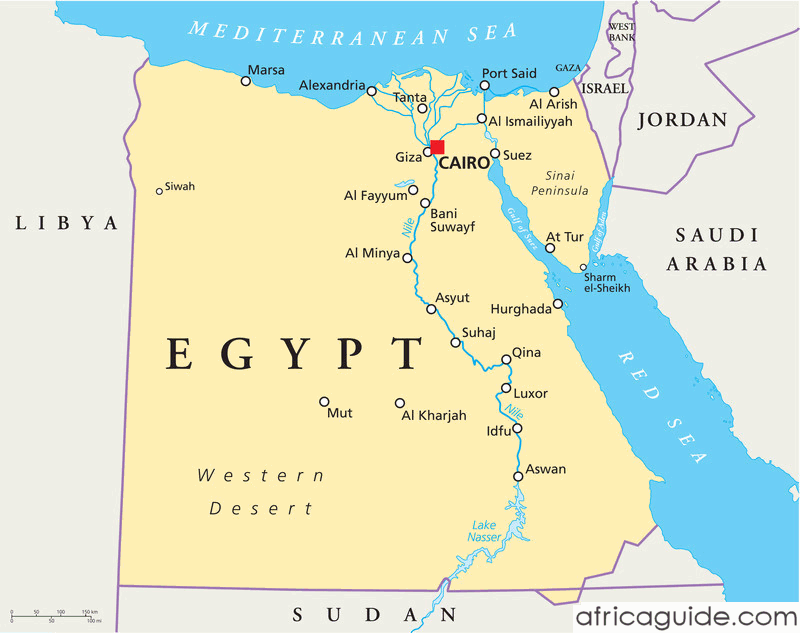 MEDITERRANEAN SEA
WEST
BANK
GAZA
ISRAEL
JORDAN
Marsa
Alexandria
Tanta
Port Said
Al Arish
Al Ismailiyyah
Giza
CAIRO
Suez
Sinai
Peninsula
Siwah
Al Fayyum
Bani
Suwayf
Nile
Gulf of Suez
At Tur
LIBYA
SAUDI
ARABIA
Al Minya
Sharm
el-Sheikh
Asyut
Hurghada
Suhaj
EGYPT
Qina
RED SEA
Luxor
Mut
Al Kharjah
Nile
Idfu
Aswan
Western
Desert
Lake
Nasser
0 50 100 150 km
0 50 100 mi
SUDAN
africaguide.com